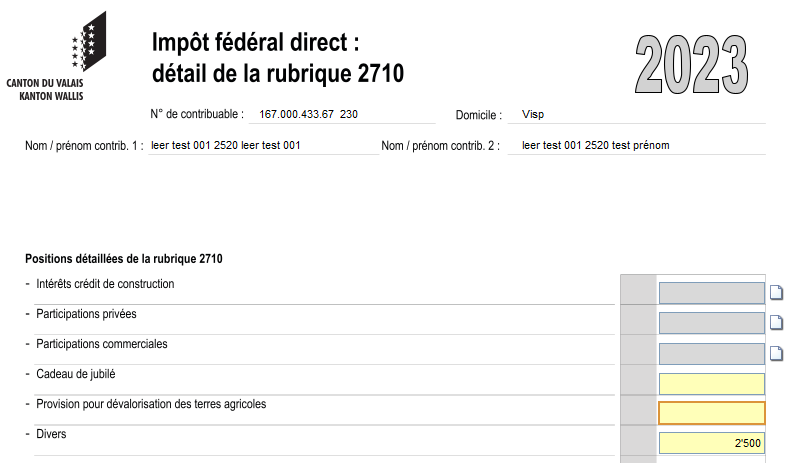 Impôt fédéral direct :
détail de la rubrique 2710
2023
CANTON DU VALAIS
KANTON WALLIS
N° de contribuable : 167.000.433.67 230 Domicile : Visp
Nom / prénom contrib. 1 : leer test 001 2520 leer test 001 Nom / prénom contrib. 2 : leer test 001 2520 test prénom
Positions détaillées de la rubrique 2710
- Intérêts crédit de construction
- Participations privées
- Participations commerciales
- Cadeau de jubilé
- Provision pour dévalorisation des terres agricoles
- Divers 2'500